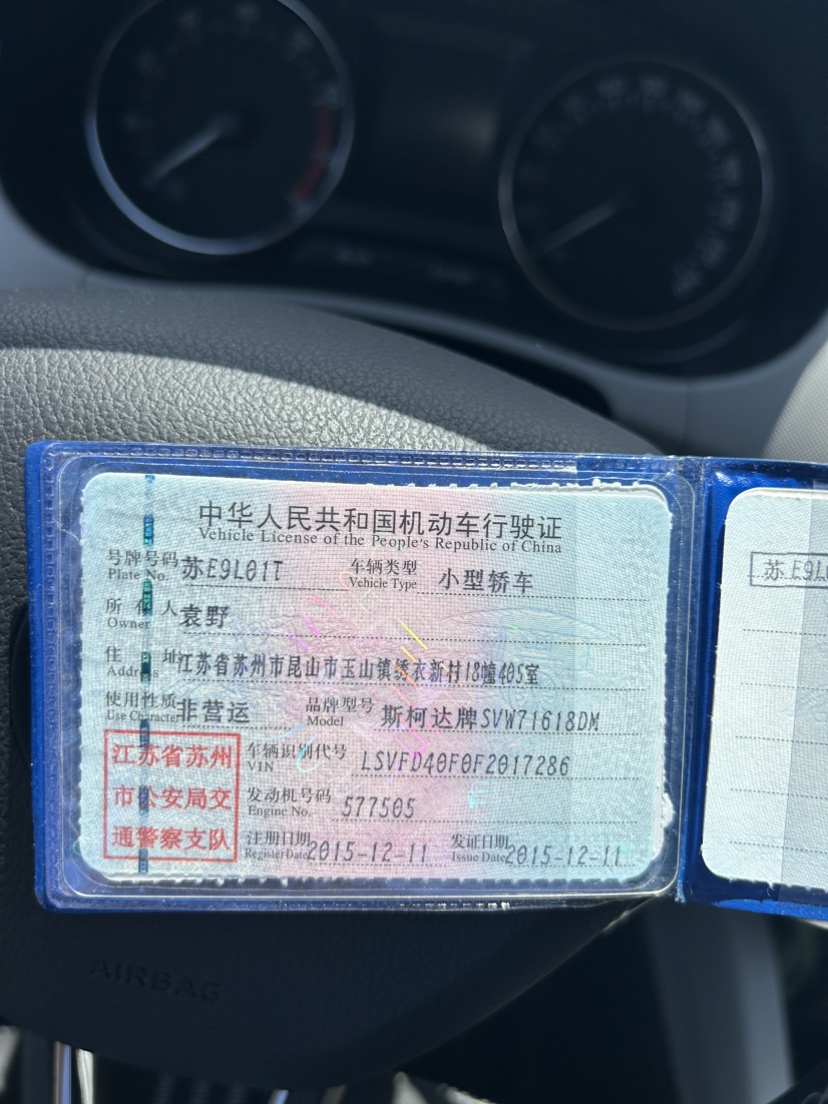 中华人民共和国机动车行驶证
Vehicle License of the People's Republic of China
号牌号码 苏E9L01T 车辆类型 小型轿车
Plate No. Vehicle Type
所有人 袁野
Owner
住址 江苏省苏州市昆山市玉山镇绣衣新村18幢405室
Address
使用性质 非营运 品牌型号 斯柯达牌SVW71618DM
Use Character Model
江苏省苏州
市公安局交
通警察支队
车辆识别代号 LSVFD40F0F2017286
VIN
发动机号码 577505
Engine No.
注册日期 2015-12-11 发证日期 2015-12-11
Register Date Issue Date
苏E9L
AIRBAG